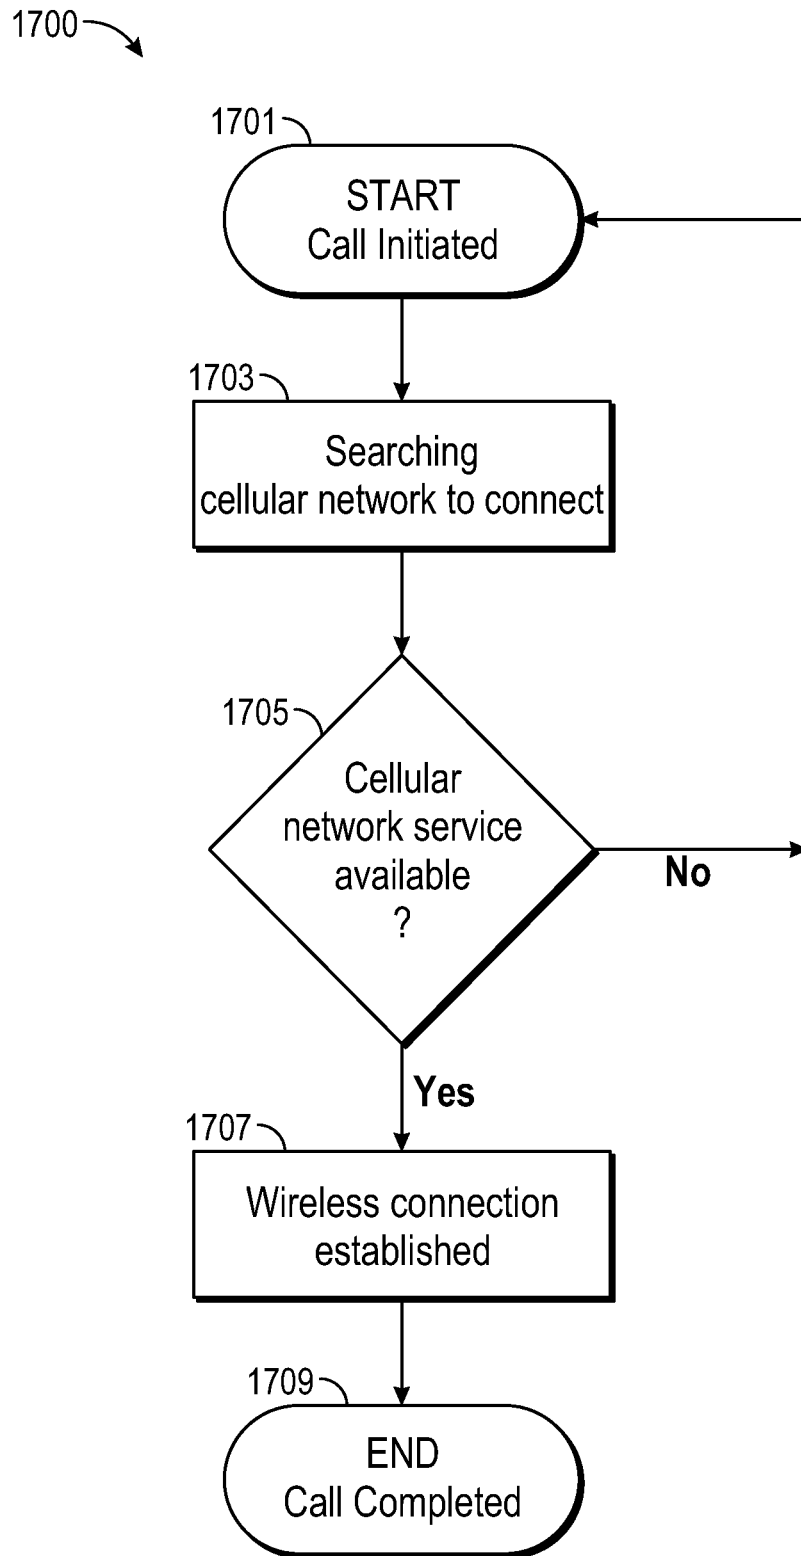 1700
1701
START
Call Initiated
1703
Searching
cellular network to connect
1705
Cellular
network service
available
?
No
Yes
1707
Wireless connection
established
1709
END
Call Completed